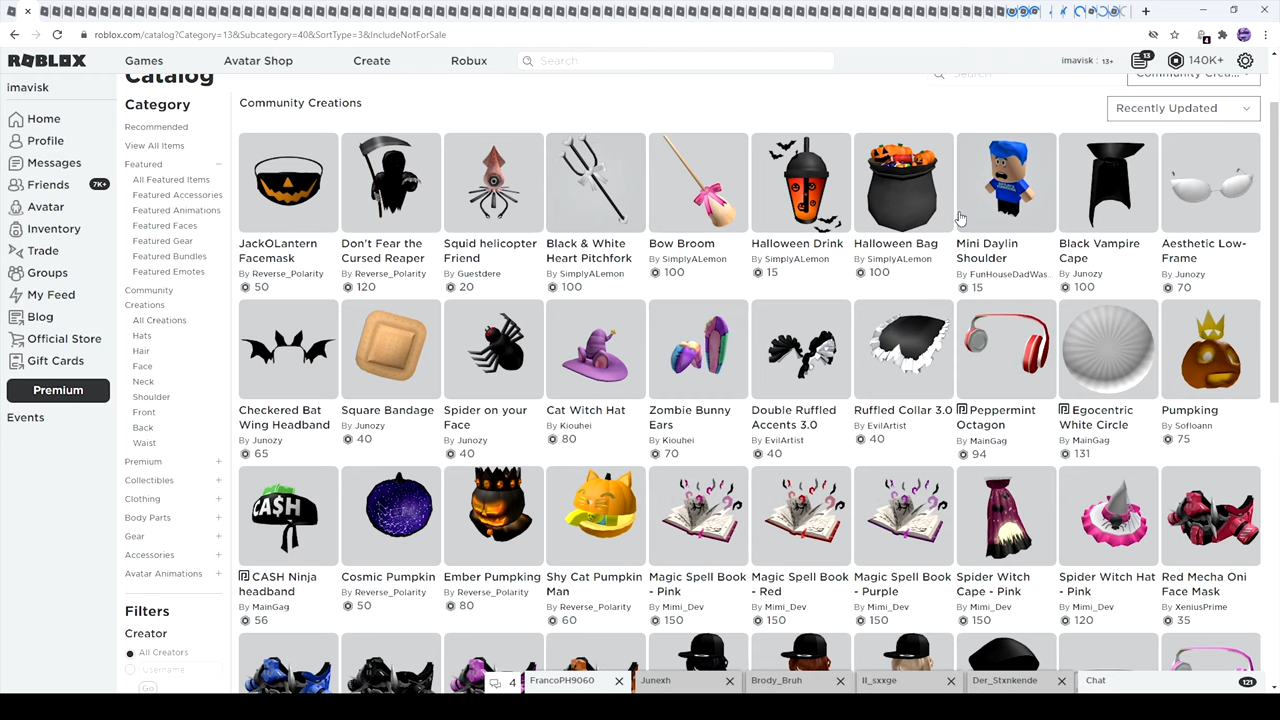 roblox.com/catalog?Category=13&Subcategory=40&SortType=3&IncludeNotForSale
4
ROBLOX
Games
Avatar Shop
Create
Robux
Search
imavisk : 13+
13
140K+
imavisk
Home
Profile
Messages
Friends
7K+
Avatar
Inventory
Trade
Groups
My Feed
Blog
Official Store
Gift Cards
Premium
Events
Catalog
Category
Recommended
View All Items
Featured
All Featured Items
Featured Accessories
Featured Animations
Featured Faces
Featured Gear
Featured Bundles
Featured Emotes
Community
Creations
All Creations
Hats
Hair
Face
Neck
Shoulder
Front
Back
Waist
Premium
Collectibles
Clothing
Body Parts
Gear
Accessories
Avatar Animations
Filters
Creator
All Creators
Username
Go
Search
Community Crea...
Community Creations
Recently Updated
JackOLantern
Facemask
By Reverse_Polarity
50
Don't Fear the
Cursed Reaper
By Reverse_Polarity
120
Squid helicopter
Friend
By Guestdere
20
Black & White
Heart Pitchfork
By SimplyALemon
100
Bow Broom
By SimplyALemon
100
Halloween Drink
By SimplyALemon
15
Halloween Bag
By SimplyALemon
100
Mini Daylin
Shoulder
By FunHouseDadWas...
15
Black Vampire
Cape
By Junozy
100
Aesthetic Low-
Frame
By Junozy
70
Checkered Bat
Wing Headband
By Junozy
65
Square Bandage
By Junozy
40
Spider on your
Face
By Junozy
40
Cat Witch Hat
By Kiouhei
80
Zombie Bunny
Ears
By Kiouhei
70
Double Ruffled
Accents 3.0
By EvilArtist
40
Ruffled Collar 3.0
By EvilArtist
40
Peppermint
Octagon
By MainGag
94
Egocentric
White Circle
By MainGag
131
Pumpking
By Sofloann
75
CA$H
CASH Ninja
headband
By MainGag
56
Cosmic Pumpkin
By Reverse_Polarity
50
Ember Pumpking
By Reverse_Polarity
80
Shy Cat Pumpkin
Man
By Reverse_Polarity
60
Magic Spell Book
- Pink
By Mimi_Dev
150
Magic Spell Book
- Red
By Mimi_Dev
150
Magic Spell Book
- Purple
By Mimi_Dev
150
Spider Witch
Cape - Pink
By Mimi_Dev
150
Spider Witch Hat
- Pink
By Mimi_Dev
120
Red Mecha Oni
Face Mask
By XeniusPrime
35
4
FrancoPH9060
Junexh
Brody_Bruh
Der_Stxnkende
Chat
121